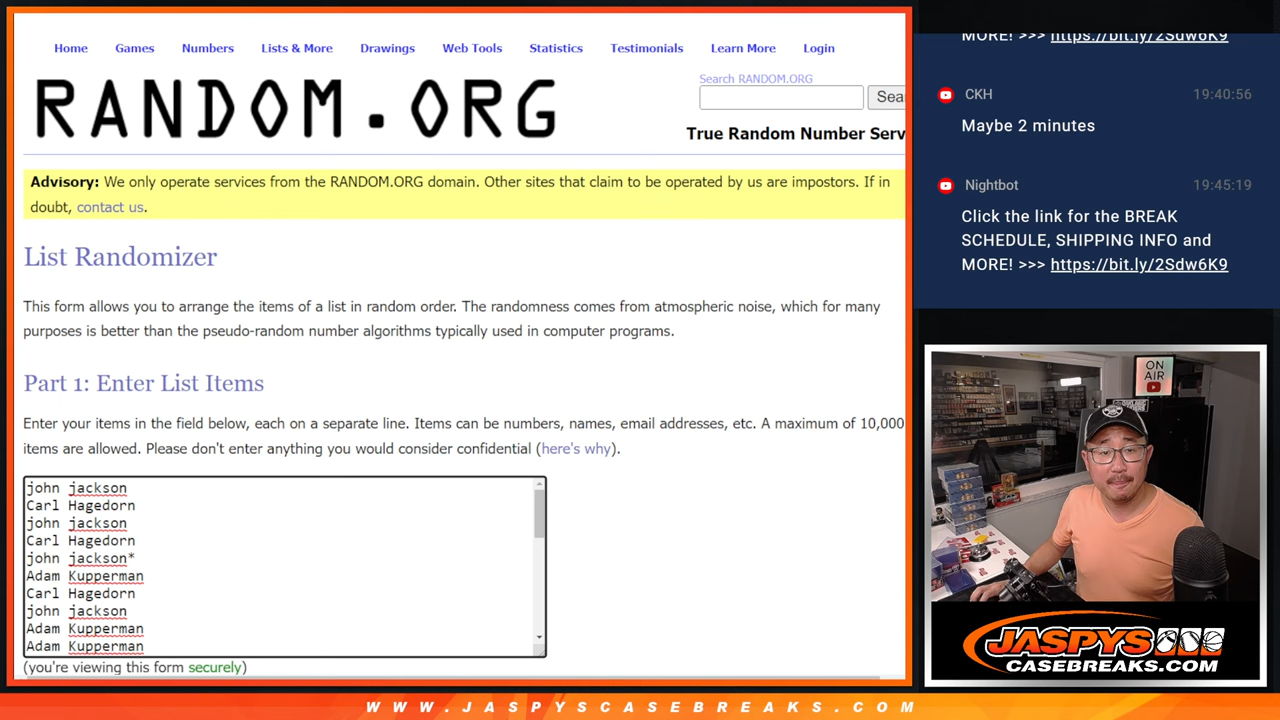 Home Games Numbers Lists & More Drawings Web Tools Statistics Testimonials Learn More Login
RANDOM.ORG
Search RANDOM.ORG
Sea
True Random Number Serv
Advisory: We only operate services from the RANDOM.ORG domain. Other sites that claim to be operated by us are impostors. If in
doubt, contact us.
List Randomizer
This form allows you to arrange the items of a list in random order. The randomness comes from atmospheric noise, which for many
purposes is better than the pseudo-random number algorithms typically used in computer programs.
Part 1: Enter List Items
Enter your items in the field below, each on a separate line. Items can be numbers, names, email addresses, etc. A maximum of 10,000
items are allowed. Please don't enter anything you would consider confidential (here's why).
john jackson
Carl Hagedorn
john jackson
Carl Hagedorn
john jackson*
Adam Kupperman
Carl Hagedorn
john jackson
Adam Kupperman
Adam Kupperman
(you're viewing this form securely)
MORE! >>> https://bit.ly/2Sdw6K9
CKH 19:40:56
Maybe 2 minutes
Nightbot 19:45:19
Click the link for the BREAK
SCHEDULE, SHIPPING INFO and
MORE! >>> https://bit.ly/2Sdw6K9
ON
AIR
JASPYS
CASEBREAKS.COM
WWW.JASPYSCASEBREAKS.COM